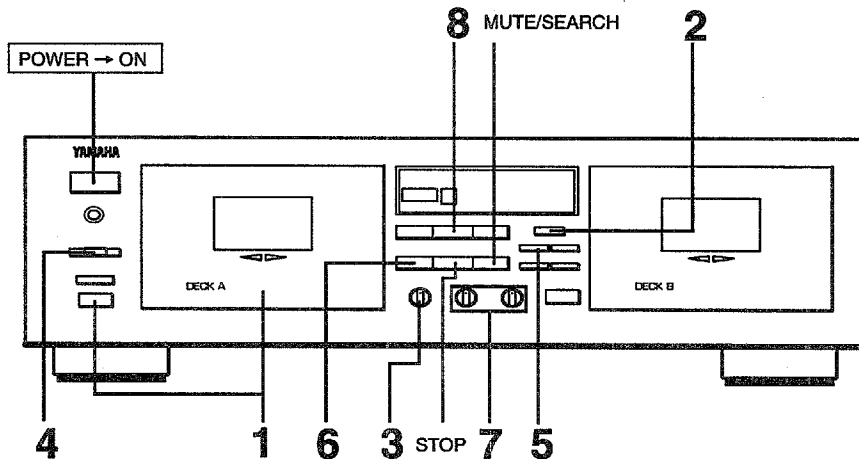 8 MUTE/SEARCH 2
POWER → ON
YAMAHA
DECK A
DECK B
4 1 6 3 STOP 7 5